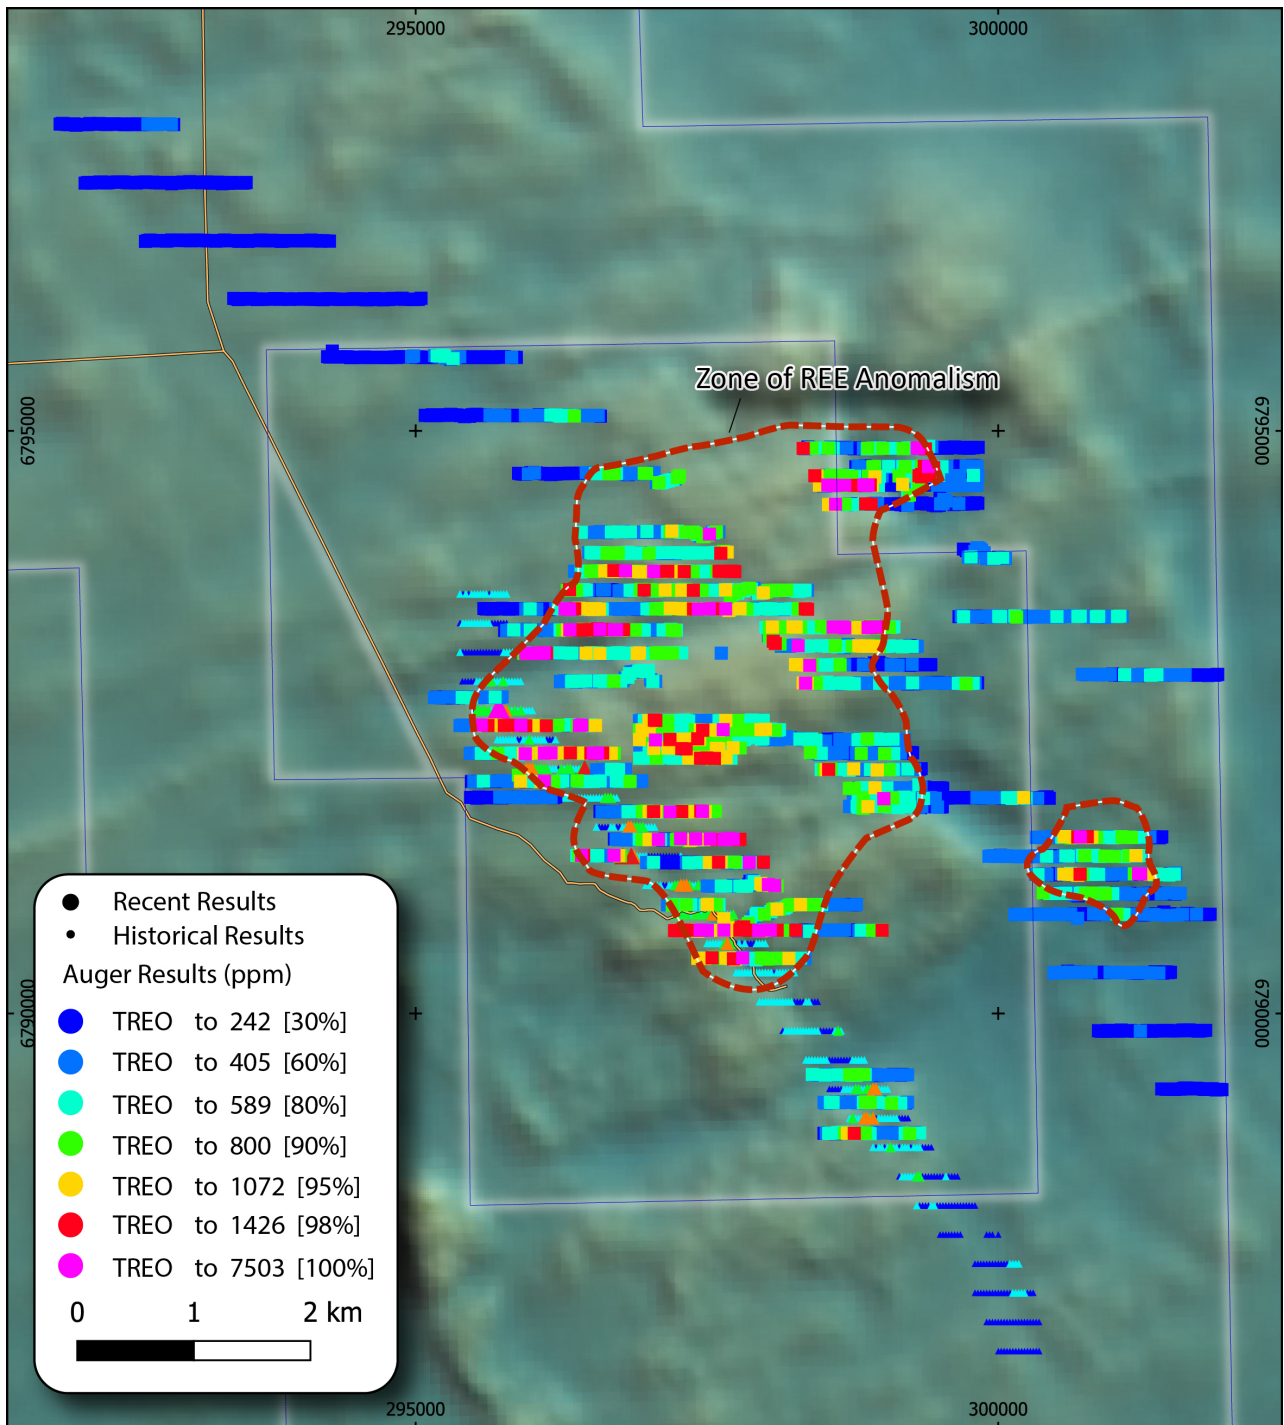 295000 300000
Zone of REE Anomalism
6795000 6795000
6790000 6790000
Recent Results
Historical Results
Auger Results (ppm)
TREO to 242 [30%]
TREO to 405 [60%]
TREO to 589 [80%]
TREO to 800 [90%]
TREO to 1072 [95%]
TREO to 1426 [98%]
TREO to 7503 [100%]
0 1 2 km
295000 300000